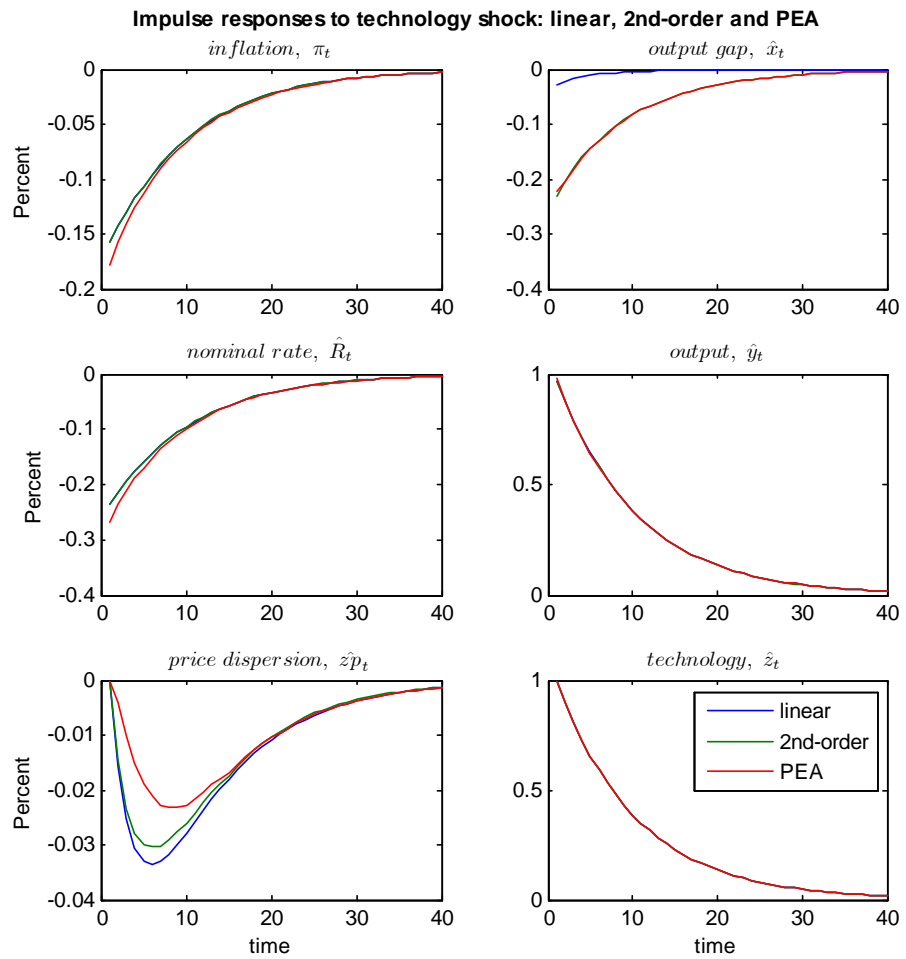 Impulse responses to technology shock: linear, 2nd-order and PEA
inflation, π_t
0
-0.05
-0.1
-0.15
-0.2
0 10 20 30 40
Percent
output gap, x̂_t
0
-0.1
-0.2
-0.3
-0.4
0 10 20 30 40
nominal rate, R̂_t
0
-0.1
-0.2
-0.3
-0.4
0 10 20 30 40
Percent
output, ŷ_t
1
0.5
0
0 10 20 30 40
price dispersion, zp̂_t
0
-0.01
-0.02
-0.03
-0.04
0 10 20 30 40
Percent
time
technology, ẑ_t
1
0.5
0
0 10 20 30 40
time
linear
2nd-order
PEA